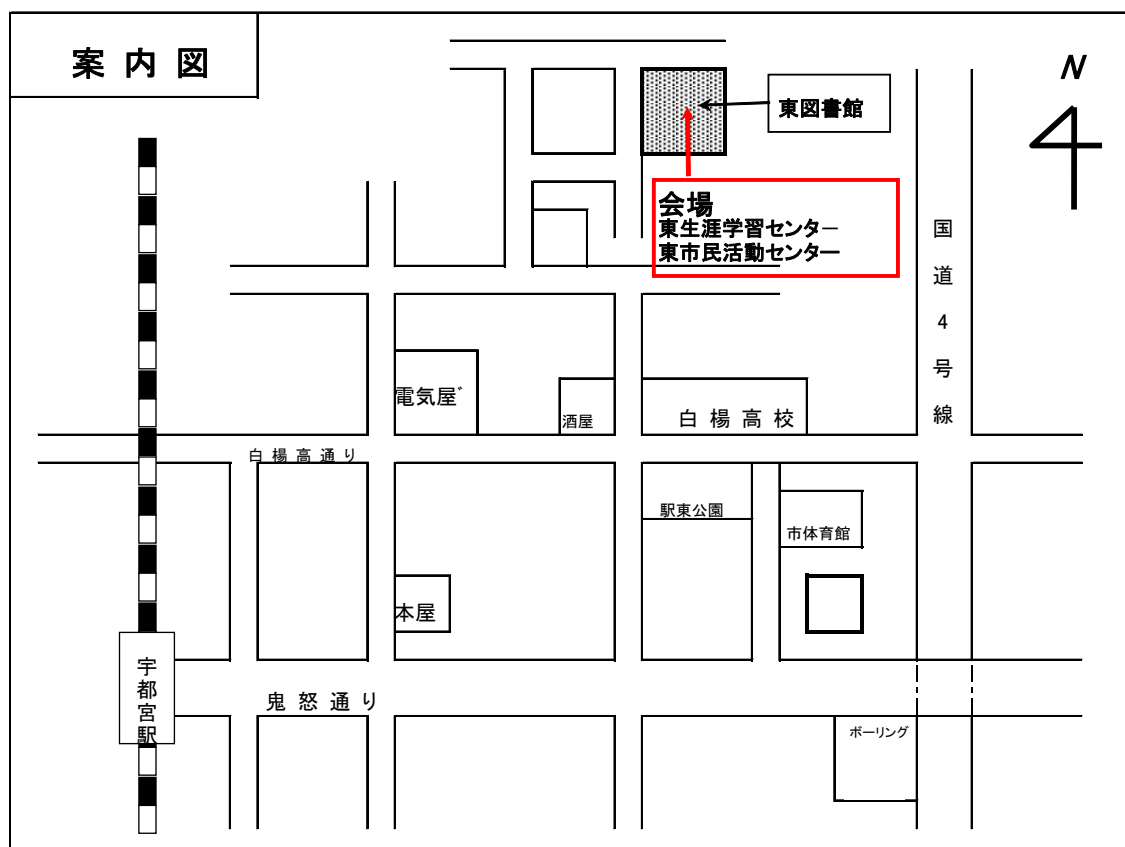 案内図
N
東図書館
会場
東生涯学習センター
東市民活動センター
国道4号線
電気屋゛
酒屋
白楊高校
白楊高通り
駅東公園
市体育館
本屋
宇都宮駅
鬼怒通り
ボーリング